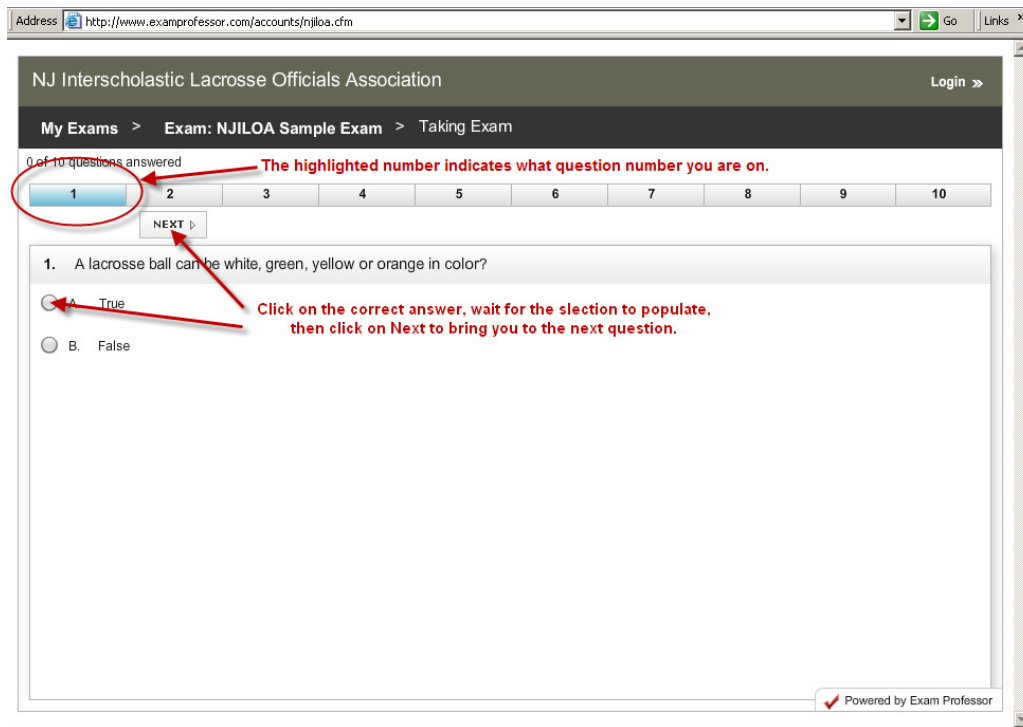 Address http://www.examprofessor.com/accounts/njiloa.cfm Go Links »
NJ Interscholastic Lacrosse Officials Association Login »
My Exams > Exam: NJILOA Sample Exam > Taking Exam
0 of 10 questions answered
The highlighted number indicates what question number you are on.
1 2 3 4 5 6 7 8 9 10
NEXT
1. A lacrosse ball can be white, green, yellow or orange in color?
A. True
Click on the correct answer, wait for the slection to populate,
then click on Next to bring you to the next question.
B. False
Powered by Exam Professor